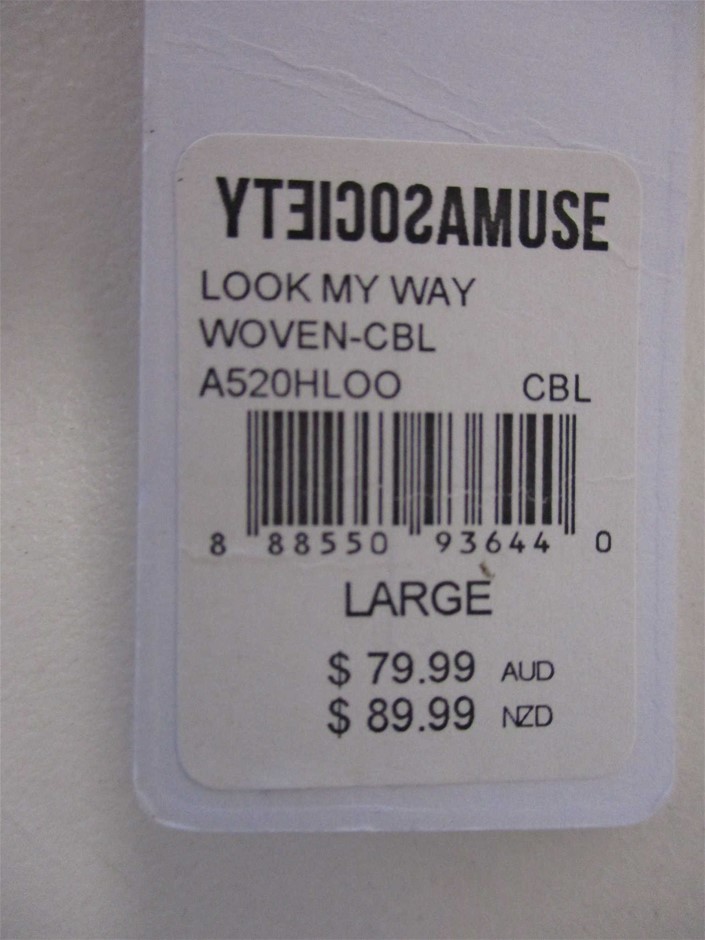 YTEICOSAMUSE
LOOK MY WAY
WOVEN-CBL
A520HLOO CBL
8 88550 93644 0
LARGE
$ 79.99 AUD
$ 89.99 NZD